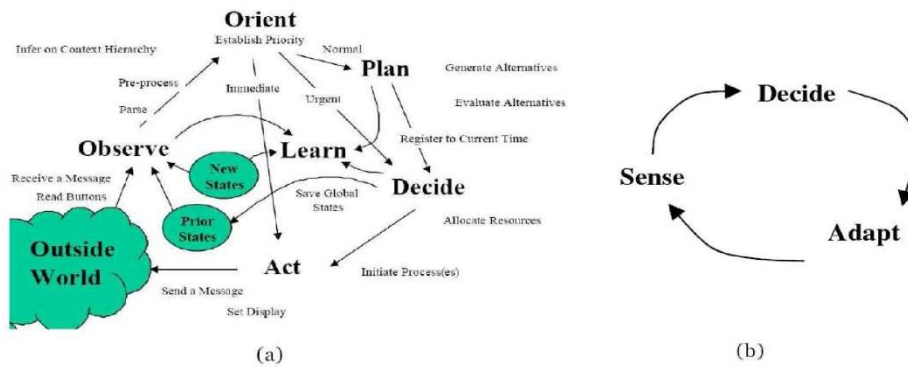 Orient
Establish Priority
Infer on Context Hierarchy
Normal
Plan
Generate Alternatives
Pre-process
Immediate
Urgent
Evaluate Alternatives
Parse
Register to Current Time
Observe
Learn
New
States
Decide
Receive a Message
Read Buttons
Save Global
States
Prior
States
Allocate Resources
Outside
World
Act
Initiate Process(es)
Send a Message
Set Display
(a)
Decide
Sense
Adapt
(b)